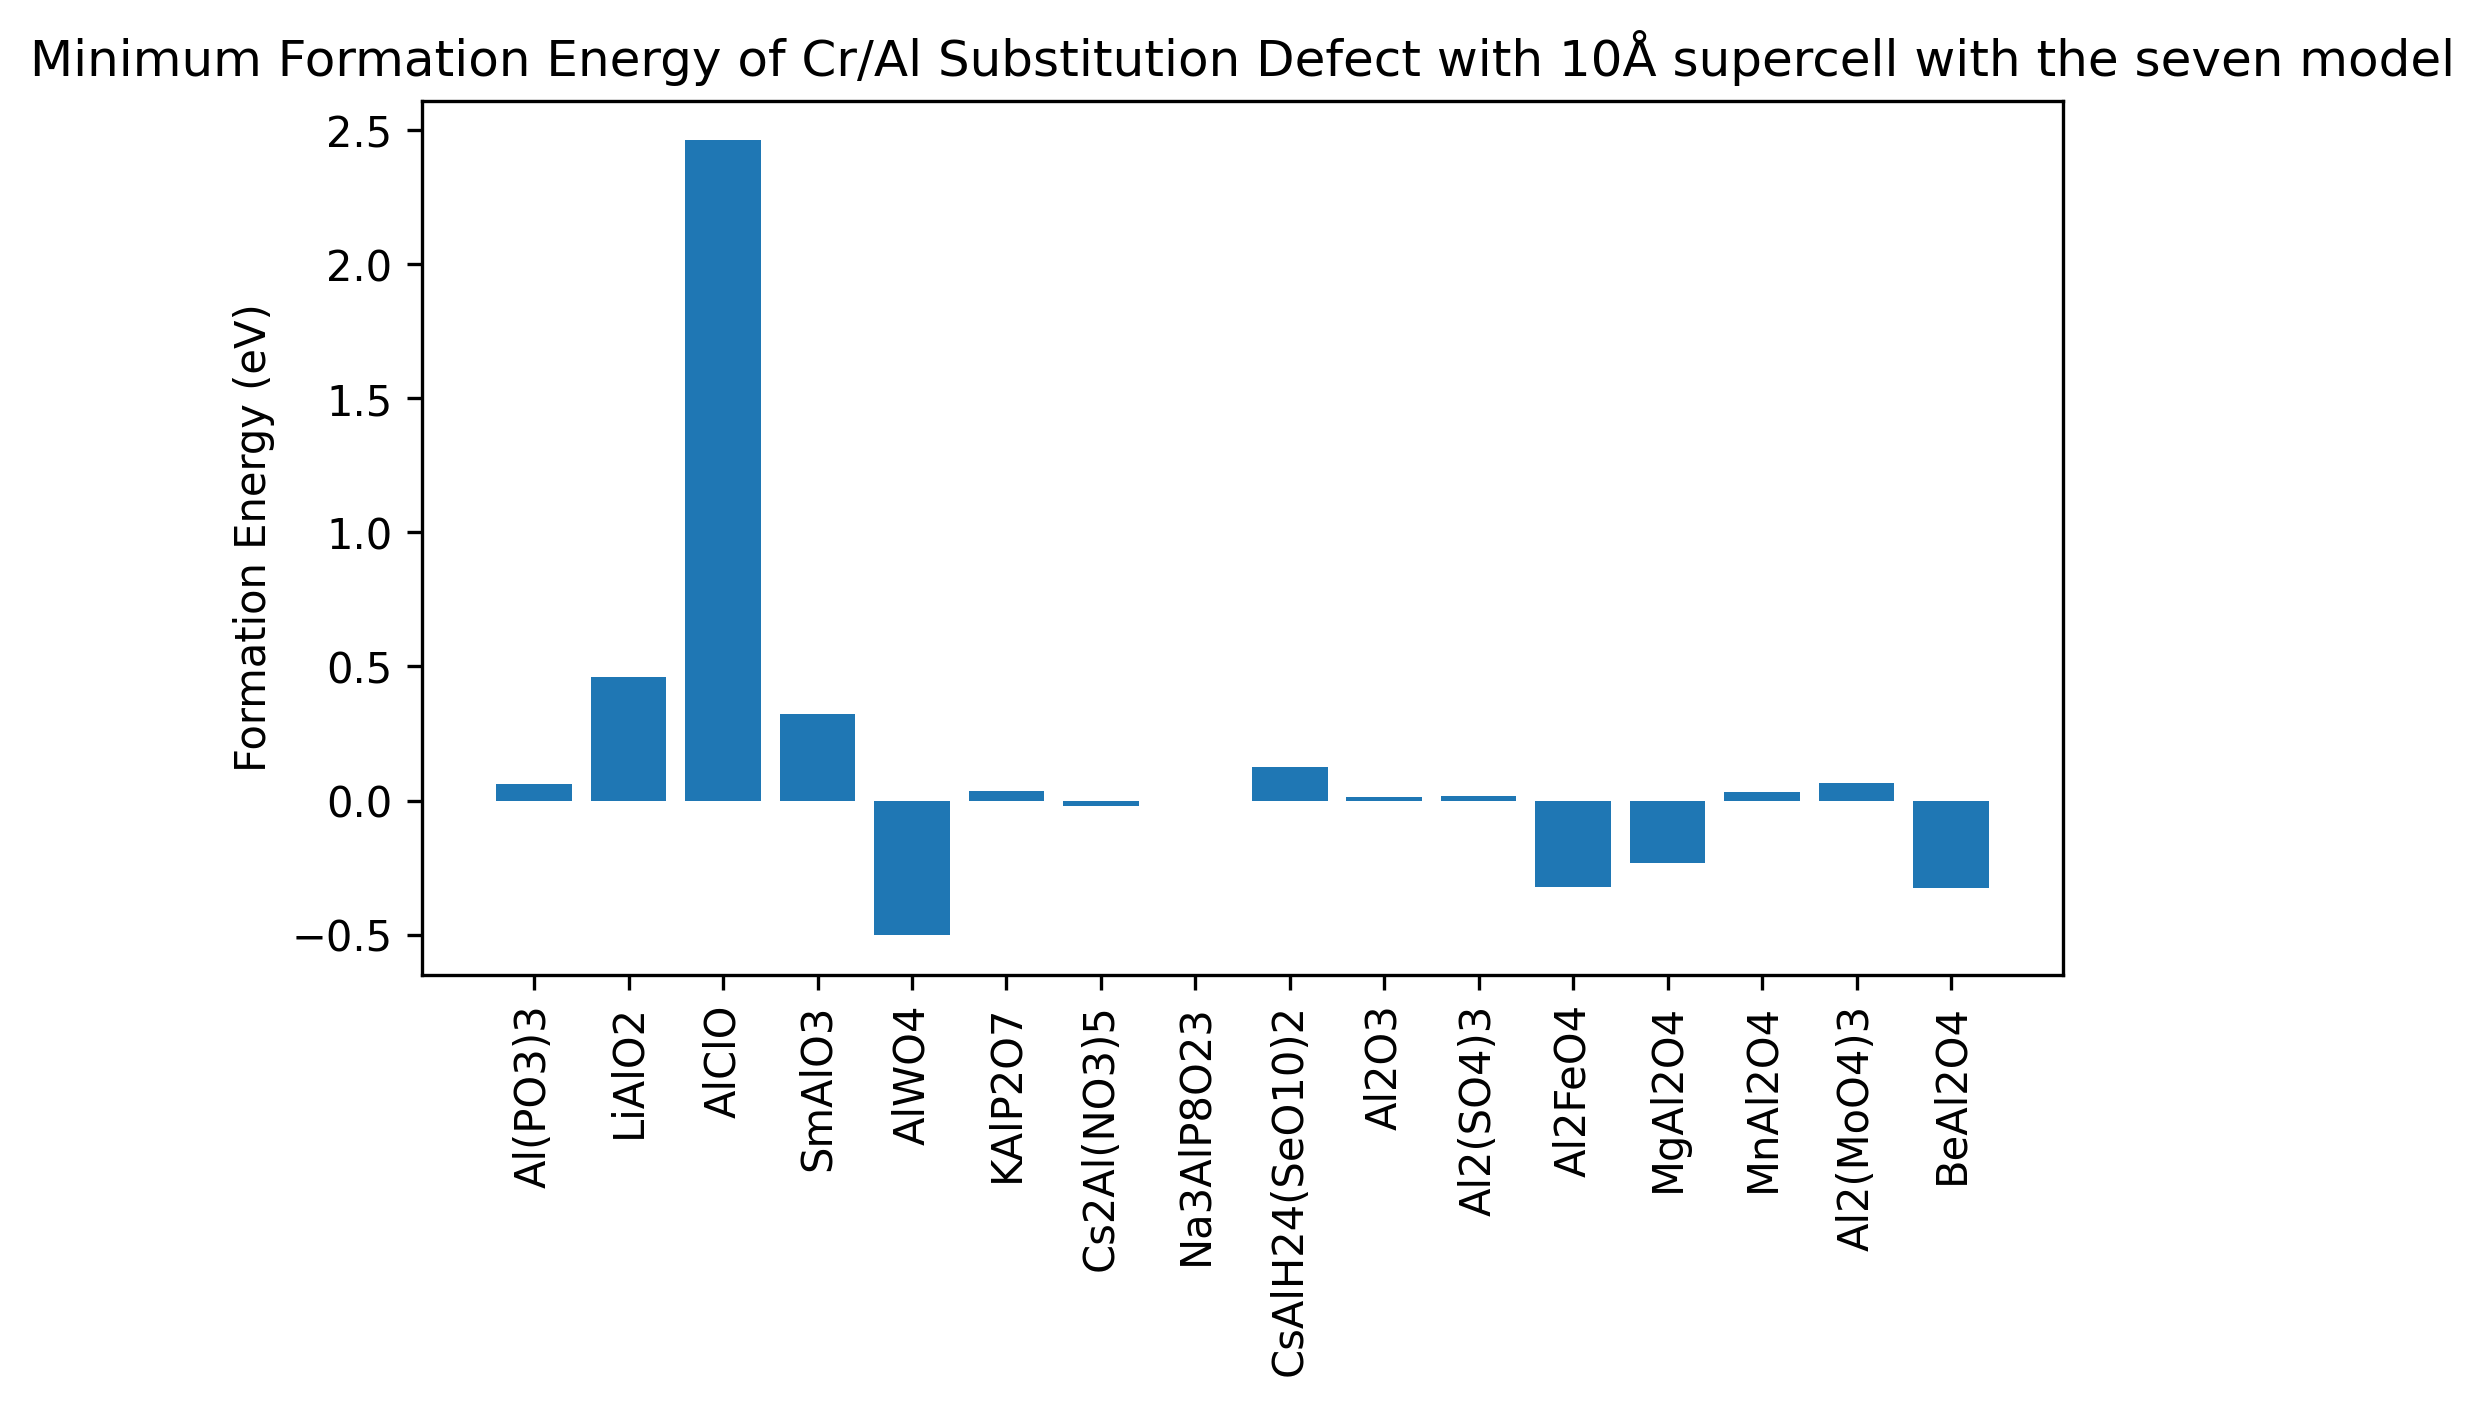 Minimum Formation Energy of Cr/Al Substitution Defect with 10Å supercell with the seven model
Formation Energy (eV)
2.5
2.0
1.5
1.0
0.5
0.0
−0.5
Al(PO3)3
LiAlO2
AlClO
SmAlO3
AlWO4
KAlP2O7
Cs2Al(NO3)5
Na3AlP8O23
CsAlH24(SeO10)2
Al2O3
Al2(SO4)3
Al2FeO4
MgAl2O4
MnAl2O4
Al2(MoO4)3
BeAl2O4